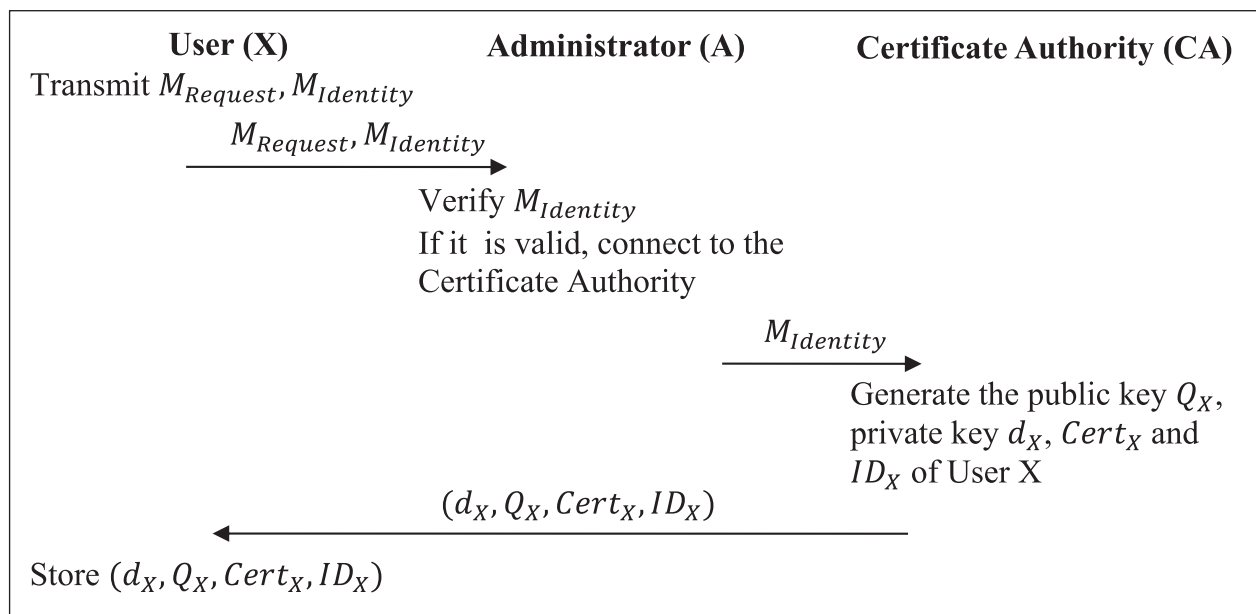 User (X) Administrator (A) Certificate Authority (CA)
Transmit M_Request, M_Identity
M_Request, M_Identity
Verify M_Identity
If it is valid, connect to the
Certificate Authority
M_Identity
Generate the public key Q_X,
private key d_X, Cert_X and
ID_X of User X
(d_X, Q_X, Cert_X, ID_X)
Store (d_X, Q_X, Cert_X, ID_X)